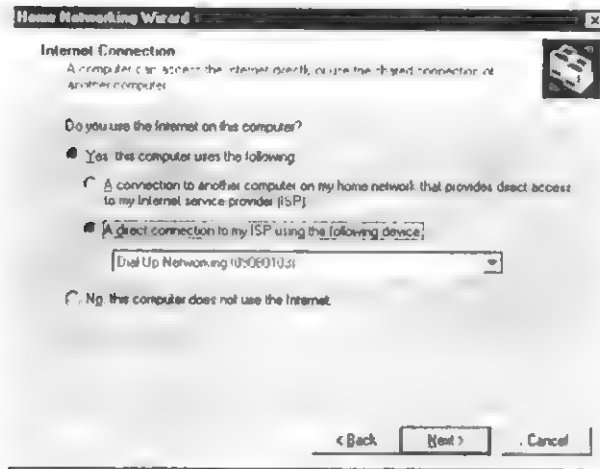 Home Networking Wizard
Internet Connection
A computer can access the Internet directly, or use the shared connection of
another computer.
Do you use the Internet on this computer?
Yes, this computer uses the following:
A connection to another computer on my home network that provides direct access
to my Internet service provider (ISP)
A direct connection to my ISP using the following device:
Dial Up Networking
No, this computer does not use the Internet.
< Back
Next >
Cancel